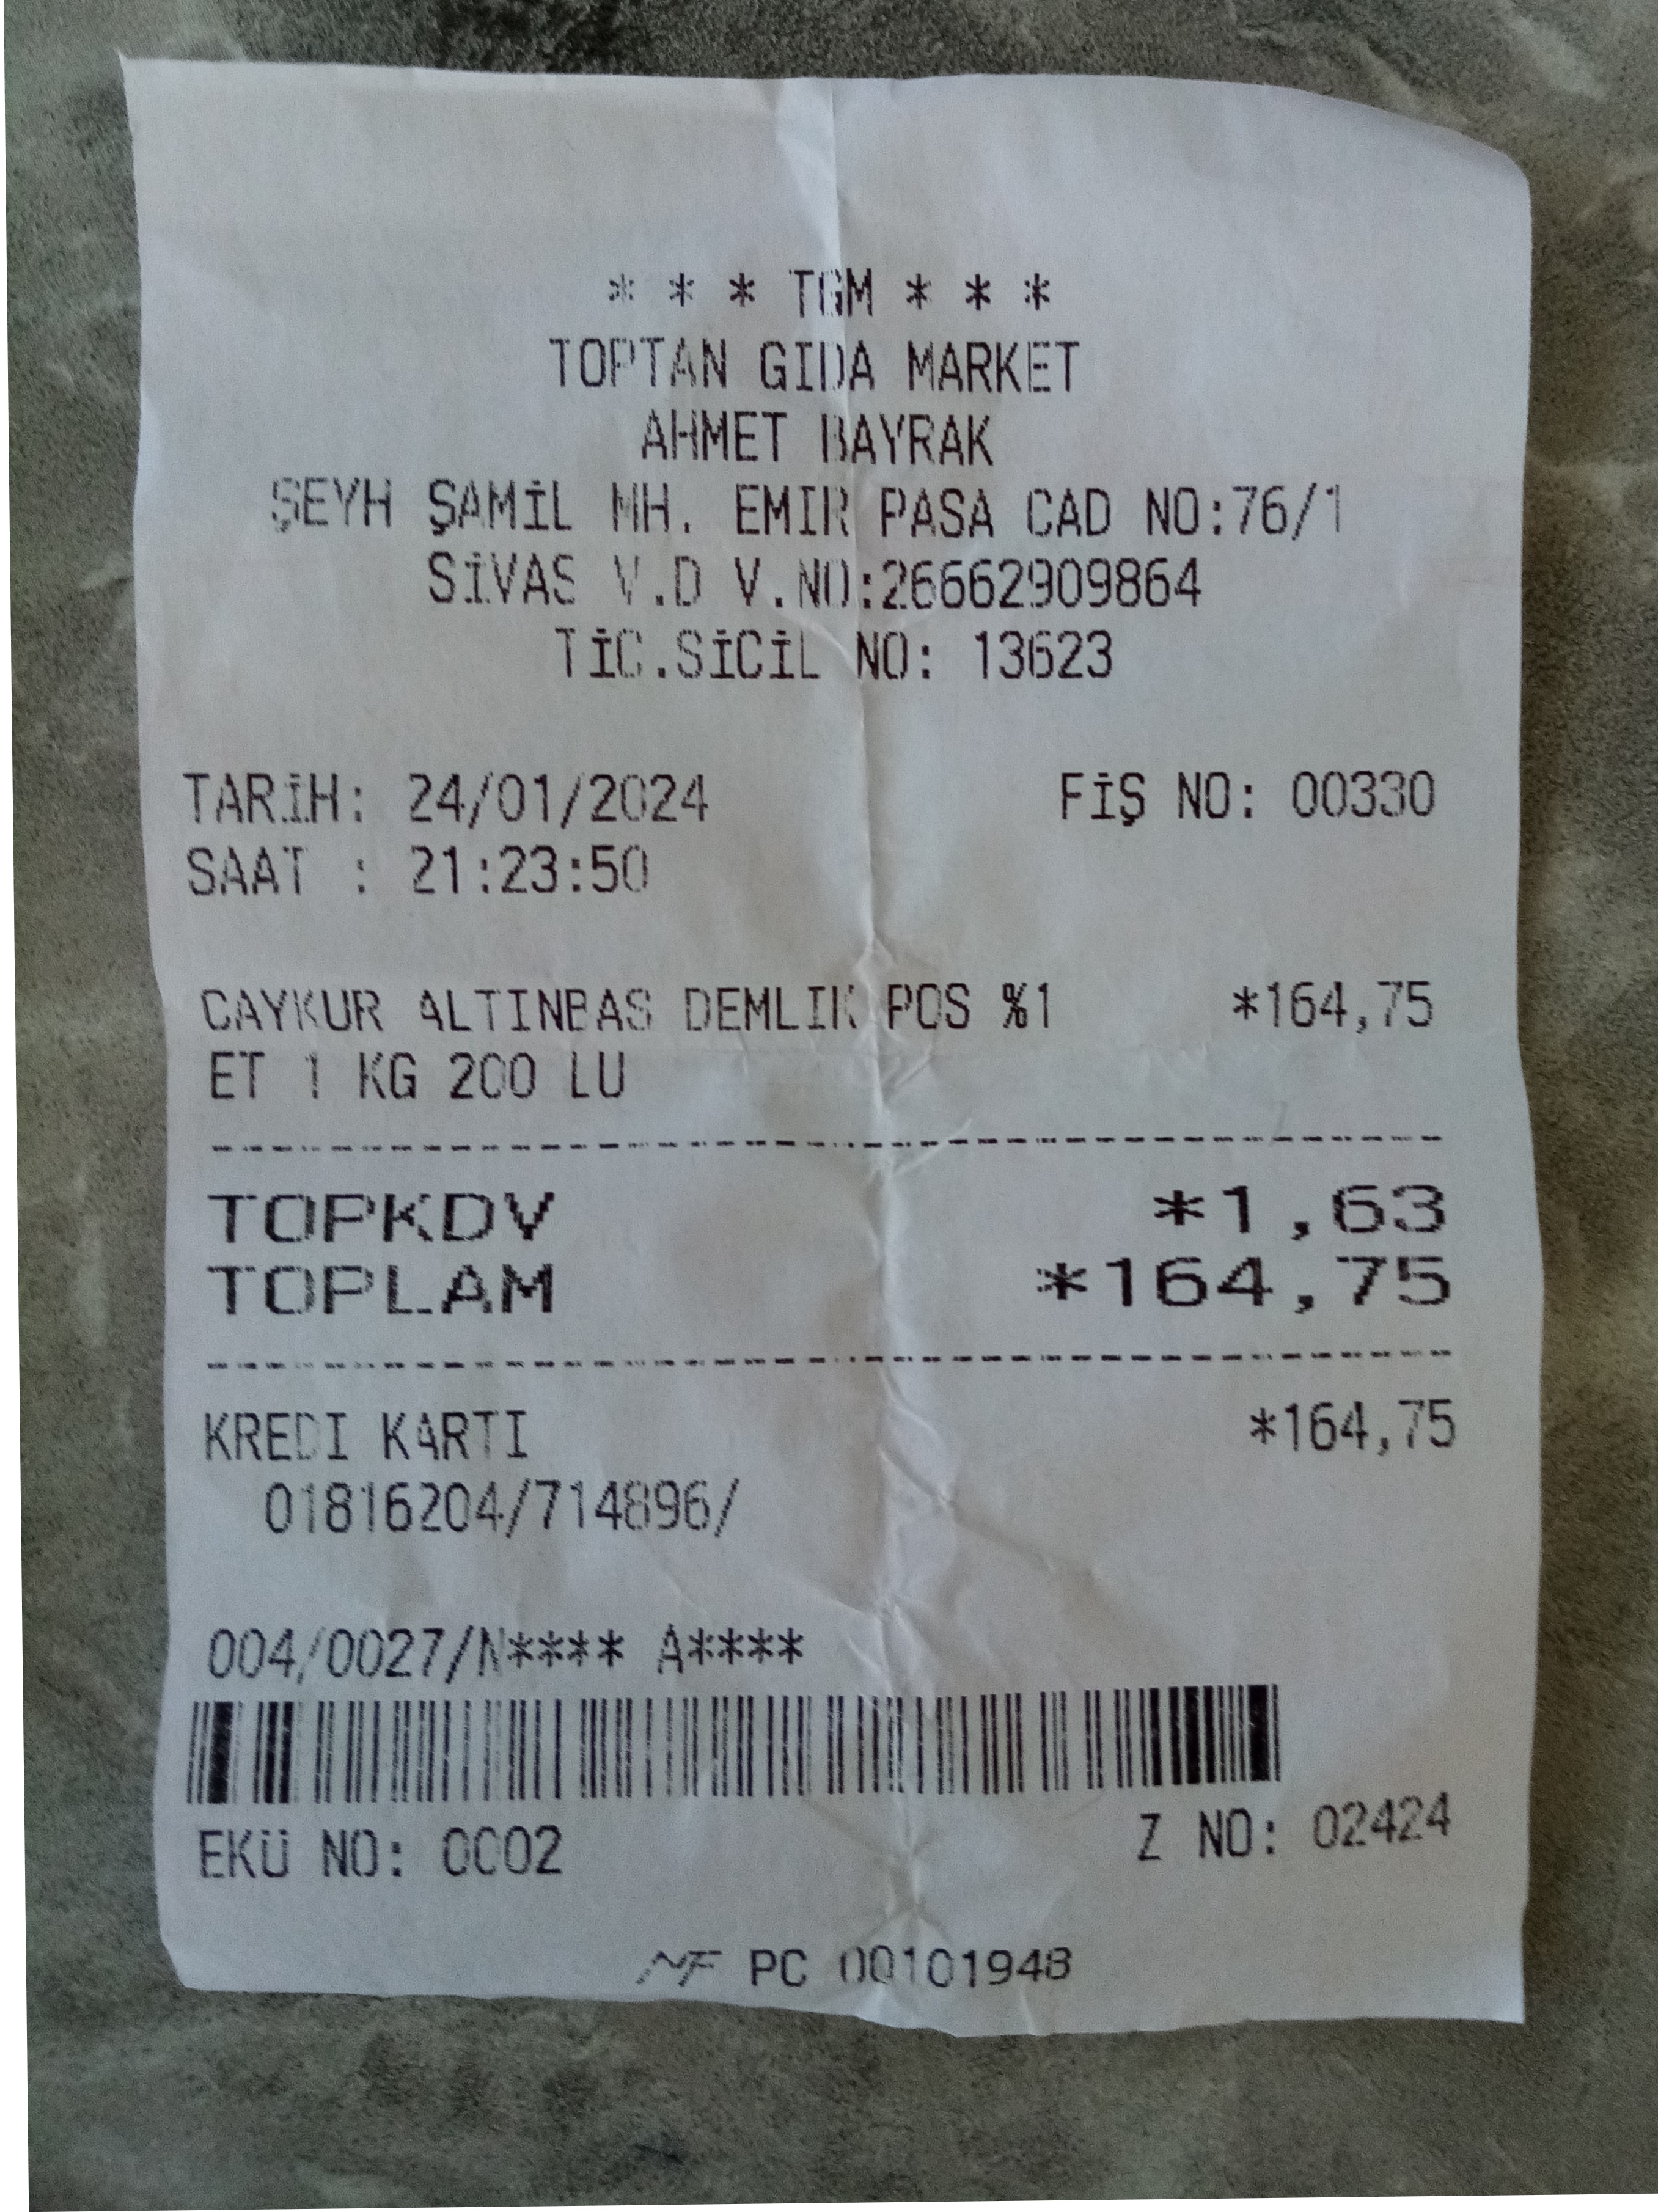 * * * TGM * * *
TOPTAN GIDA MARKET
AHMET BAYRAK
ŞEYH ŞAMİL MH. EMIR PASA CAD NO:76/1
SİVAS V.D V.NO:26662909864
TİC.SİCİL NO: 13623
TARİH: 24/01/2024 FİŞ NO: 00330
SAAT : 21:23:50
CAYKUR ALTINBAS DEMLIK POS %1 *164,75
ET 1 KG 200 LU
TOPKDV *1,63
TOPLAM *164,75
KREDI KARTI *164,75
01816204/714896/
004/0027/N**** A****
EKÜ NO: 0002 Z NO: 02424
MF PC 00101948